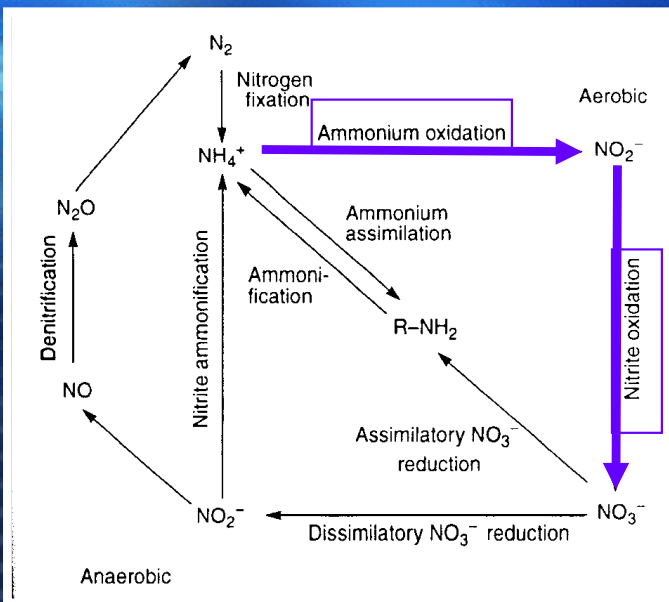 N₂
Nitrogen
fixation
Aerobic
Ammonium oxidation
NH₄⁺
NO₂⁻
N₂O
Ammonium
assimilation
Ammoni-
fication
Denitrification
Nitrite ammonification
Nitrite oxidation
R–NH₂
NO
Assimilatory NO₃⁻
reduction
NO₂⁻
NO₃⁻
Dissimilatory NO₃⁻ reduction
Anaerobic